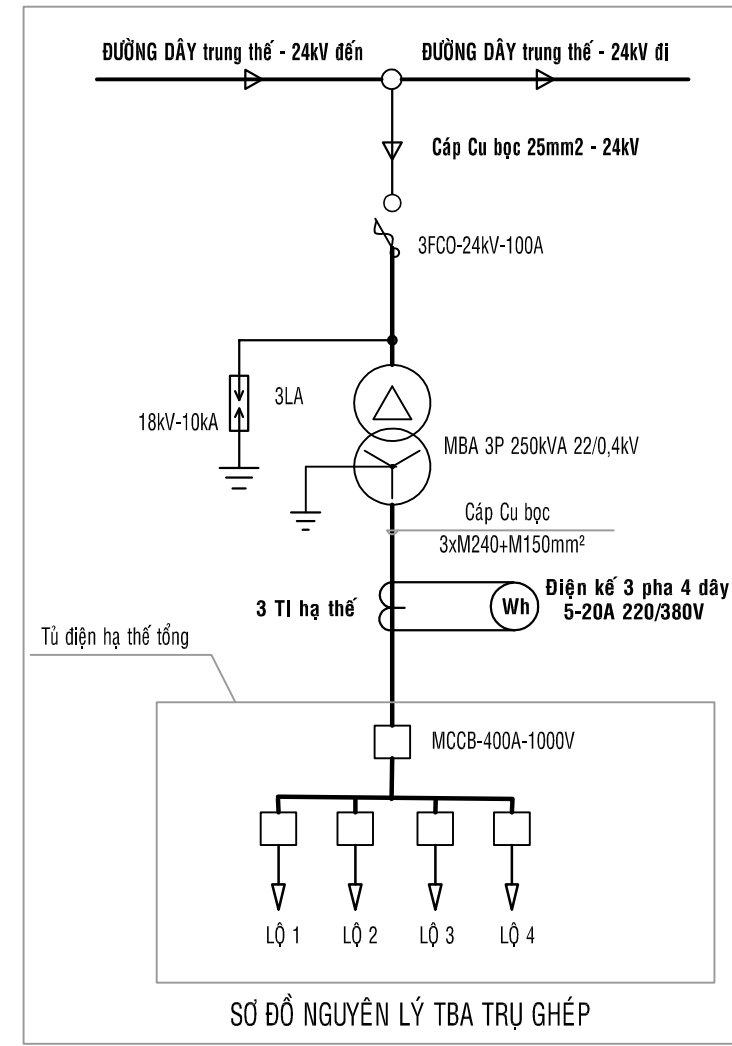 ĐƯỜNG DÂY trung thế - 24kV đến
ĐƯỜNG DÂY trung thế - 24kV đi
Cáp Cu bọc 25mm2 - 24kV
3FCO-24kV-100A
3LA
18kV-10kA
MBA 3P 250kVA 22/0,4kV
Cáp Cu bọc
3xM240+M150mm²
3 TI hạ thế
Wh
Điện kế 3 pha 4 dây
5-20A 220/380V
Tủ điện hạ thế tổng
MCCB-400A-1000V
LỘ 1
LỘ 2
LỘ 3
LỘ 4
SƠ ĐỒ NGUYÊN LÝ TBA TRỤ GHÉP